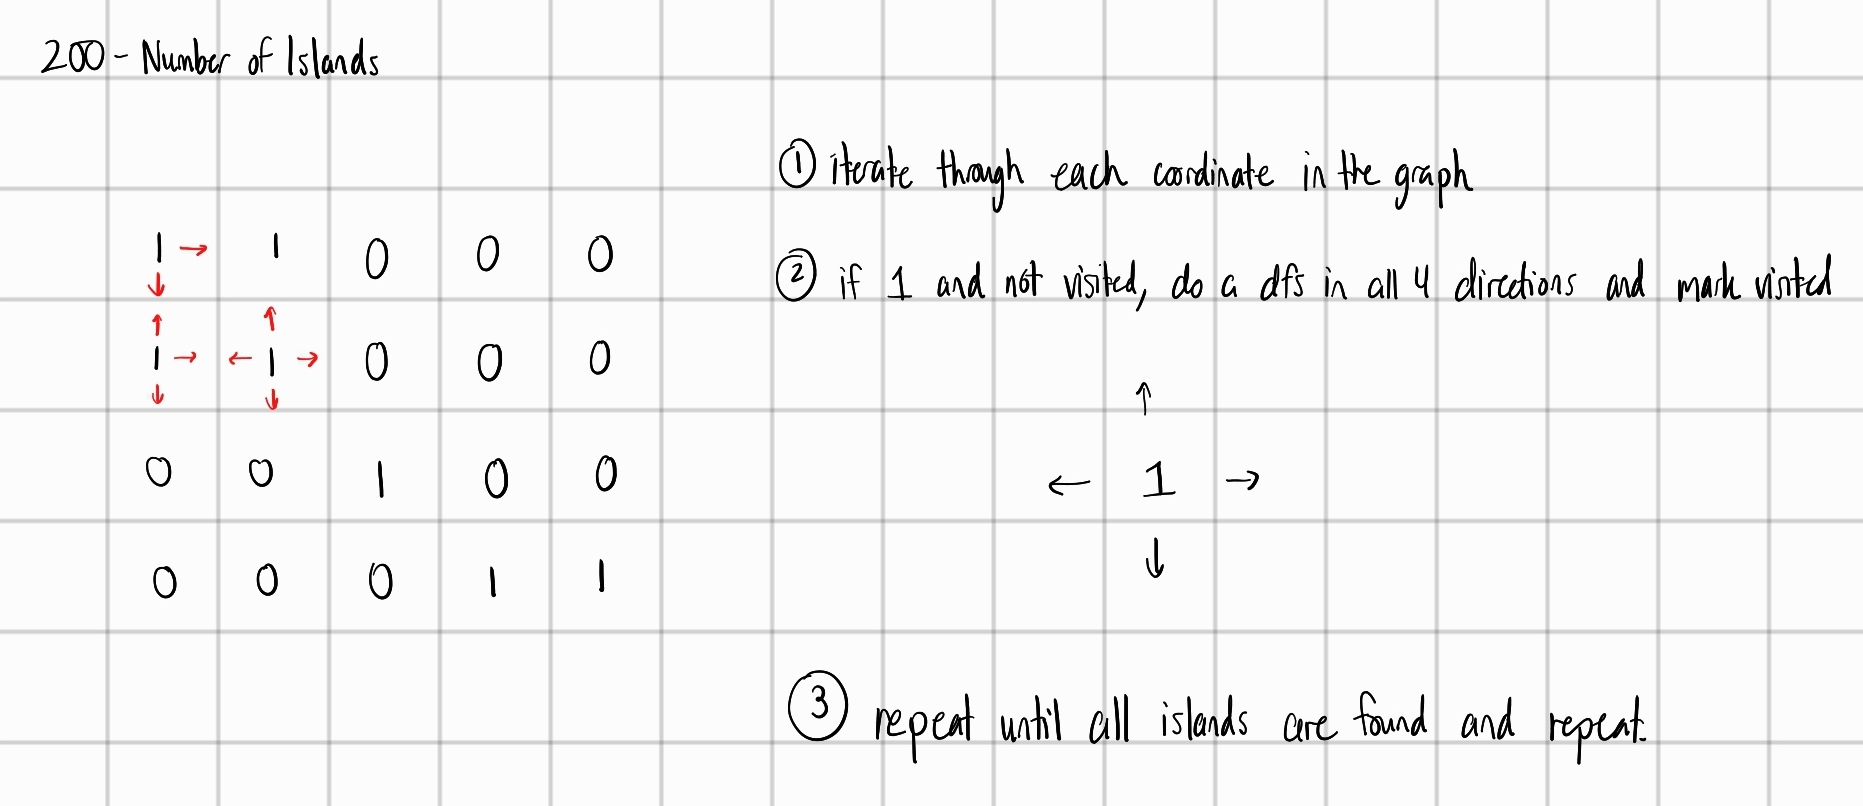 200 - Number of Islands
① iterate though each coordinate in the graph
1 → 1 0 0 0
② if 1 and not visited, do a dfs in all 4 directions and mark visited
↓
↑ ↑
1 → ← 1 → 0 0 0
↓ ↓
↑
0 0 1 0 0
← 1 →
↓
0 0 0 1 1
③ repeat until all islands are found and repeat.